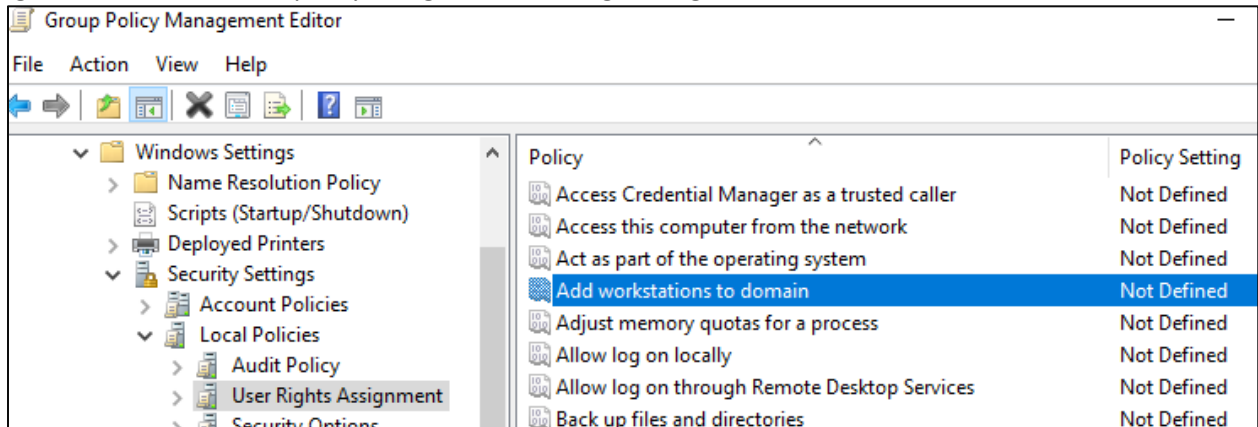 Group Policy Management Editor
File Action View Help
Windows Settings
Name Resolution Policy
Scripts (Startup/Shutdown)
Deployed Printers
Security Settings
Account Policies
Local Policies
Audit Policy
User Rights Assignment
Security Options
Policy Policy Setting
Access Credential Manager as a trusted caller Not Defined
Access this computer from the network Not Defined
Act as part of the operating system Not Defined
Add workstations to domain Not Defined
Adjust memory quotas for a process Not Defined
Allow log on locally Not Defined
Allow log on through Remote Desktop Services Not Defined
Back up files and directories Not Defined